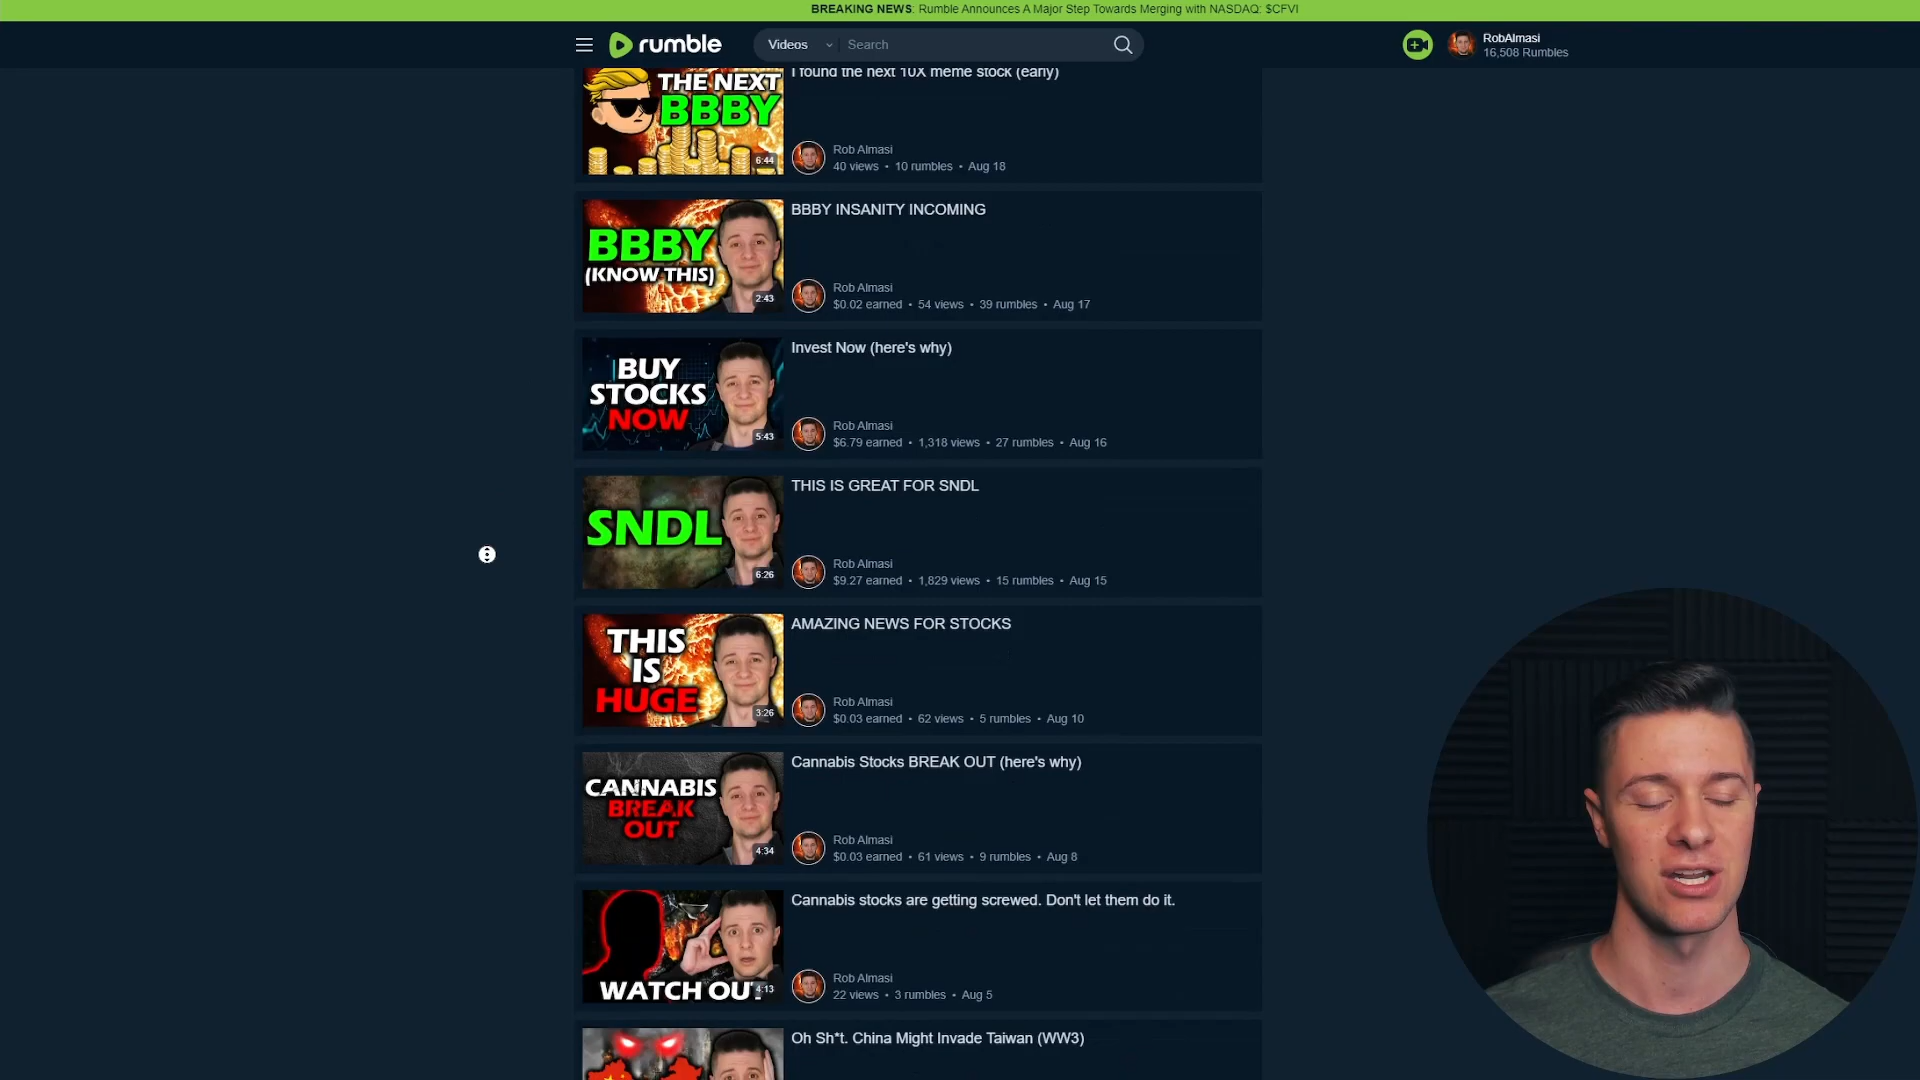 BREAKING NEWS: Rumble Announces A Major Step Towards Merging with NASDAQ: $CFVI
rumble
Videos
Search
RobAlmasi
16,508 Rumbles
THE NEXT
BBBY
6:44
I found the next 10X meme stock (early)
Rob Almasi
40 views • 10 rumbles • Aug 18
BBBY
(KNOW THIS)
2:43
BBBY INSANITY INCOMING
Rob Almasi
$0.02 earned • 54 views • 39 rumbles • Aug 17
BUY
STOCKS
NOW
5:43
Invest Now (here's why)
Rob Almasi
$6.79 earned • 1,318 views • 27 rumbles • Aug 16
SNDL
6:26
THIS IS GREAT FOR SNDL
Rob Almasi
$9.27 earned • 1,829 views • 15 rumbles • Aug 15
THIS
IS
HUGE
3:26
AMAZING NEWS FOR STOCKS
Rob Almasi
$0.03 earned • 62 views • 5 rumbles • Aug 10
CANNABIS
BREAK
OUT
4:34
Cannabis Stocks BREAK OUT (here's why)
Rob Almasi
$0.03 earned • 61 views • 9 rumbles • Aug 8
WATCH OUT
4:13
Cannabis stocks are getting screwed. Don't let them do it.
Rob Almasi
22 views • 3 rumbles • Aug 5
Oh Sh*t. China Might Invade Taiwan (WW3)